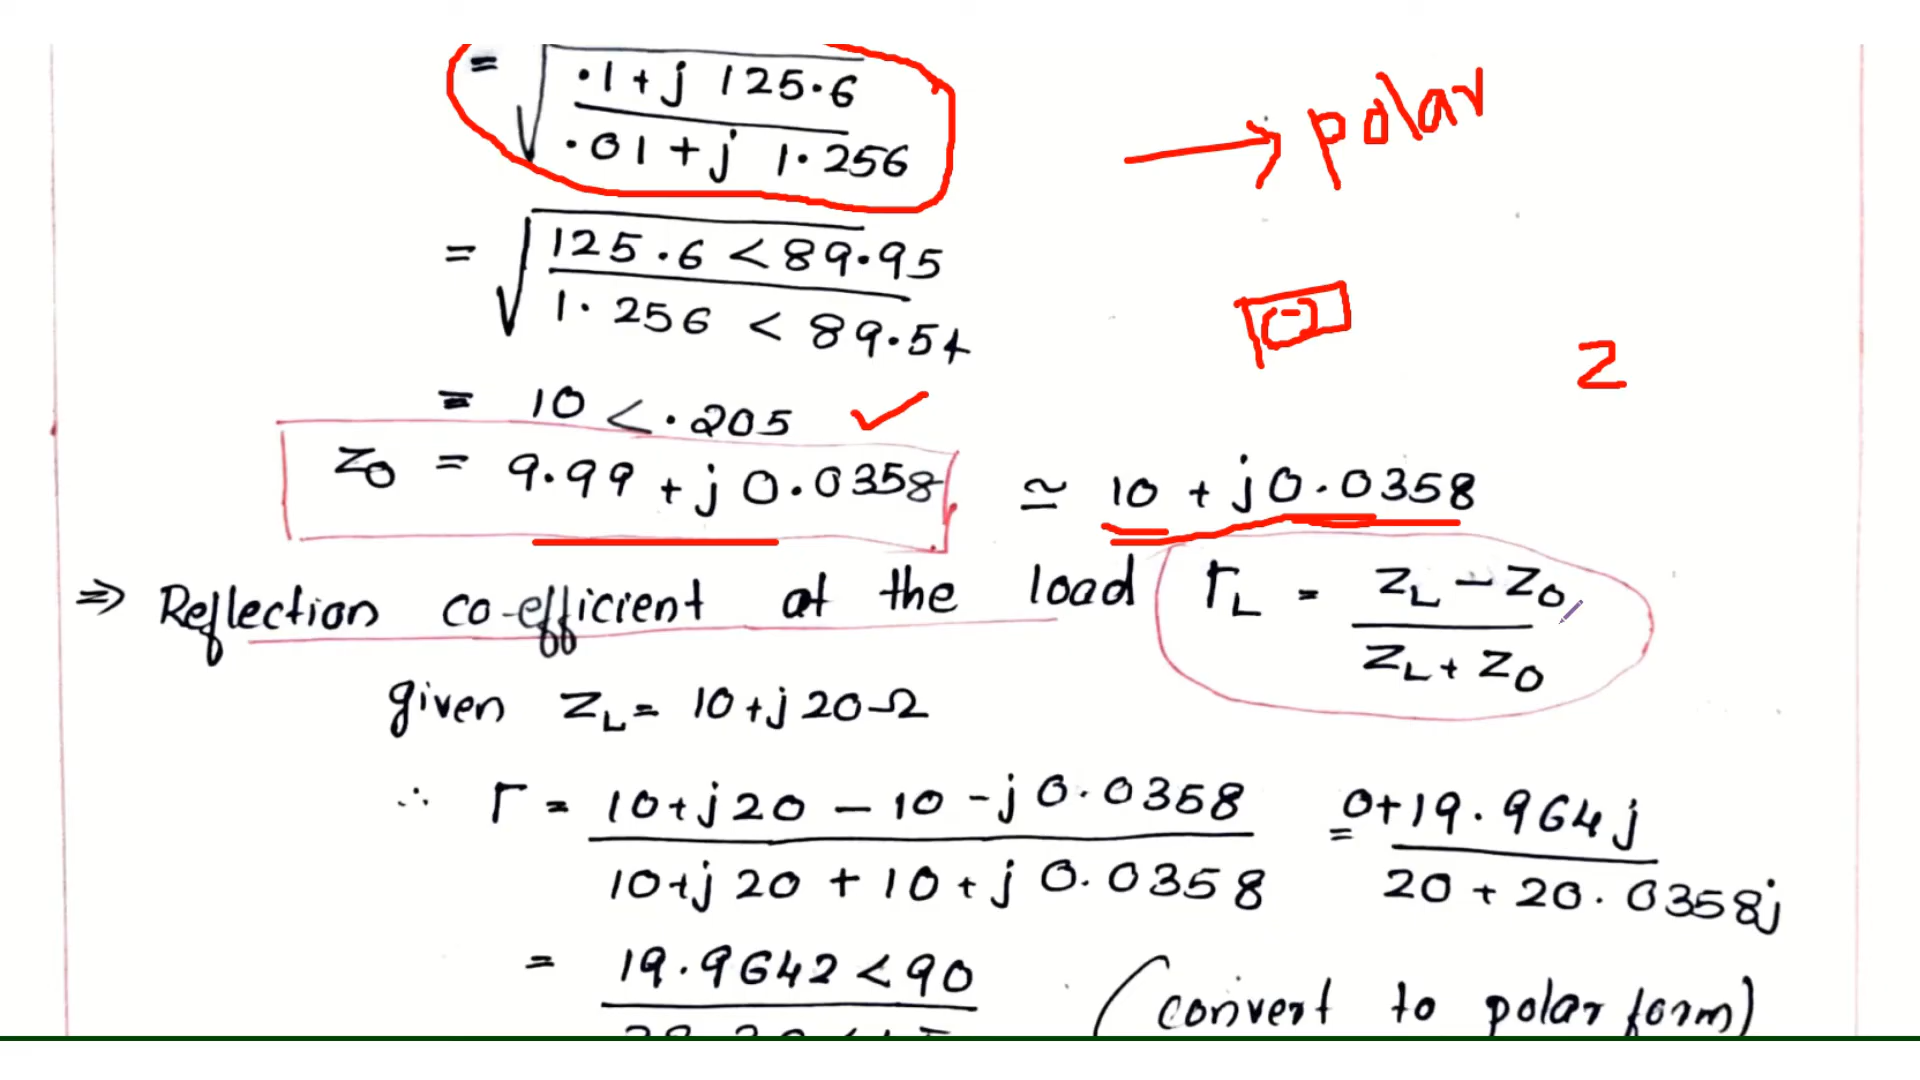 = √ .1 + j 125.6
.01 + j 1.256
→ polar
= √ 125.6 < 89.95
1.256 < 89.54
(-)
Z
= 10 < .205
Z0 = 9.99 + j 0.0358 ≃ 10 + j 0.0358
⇒ Reflection co-efficient at the load ΓL = ZL - Z0
ZL + Z0
given ZL = 10 + j 20 Ω
∴ Γ = 10 + j 20 - 10 - j 0.0358 = 0 + 19.964 j
10 + j 20 + 10 + j 0.0358 20 + 20.0358 j
= 19.9642 < 90
(convert to polar form)